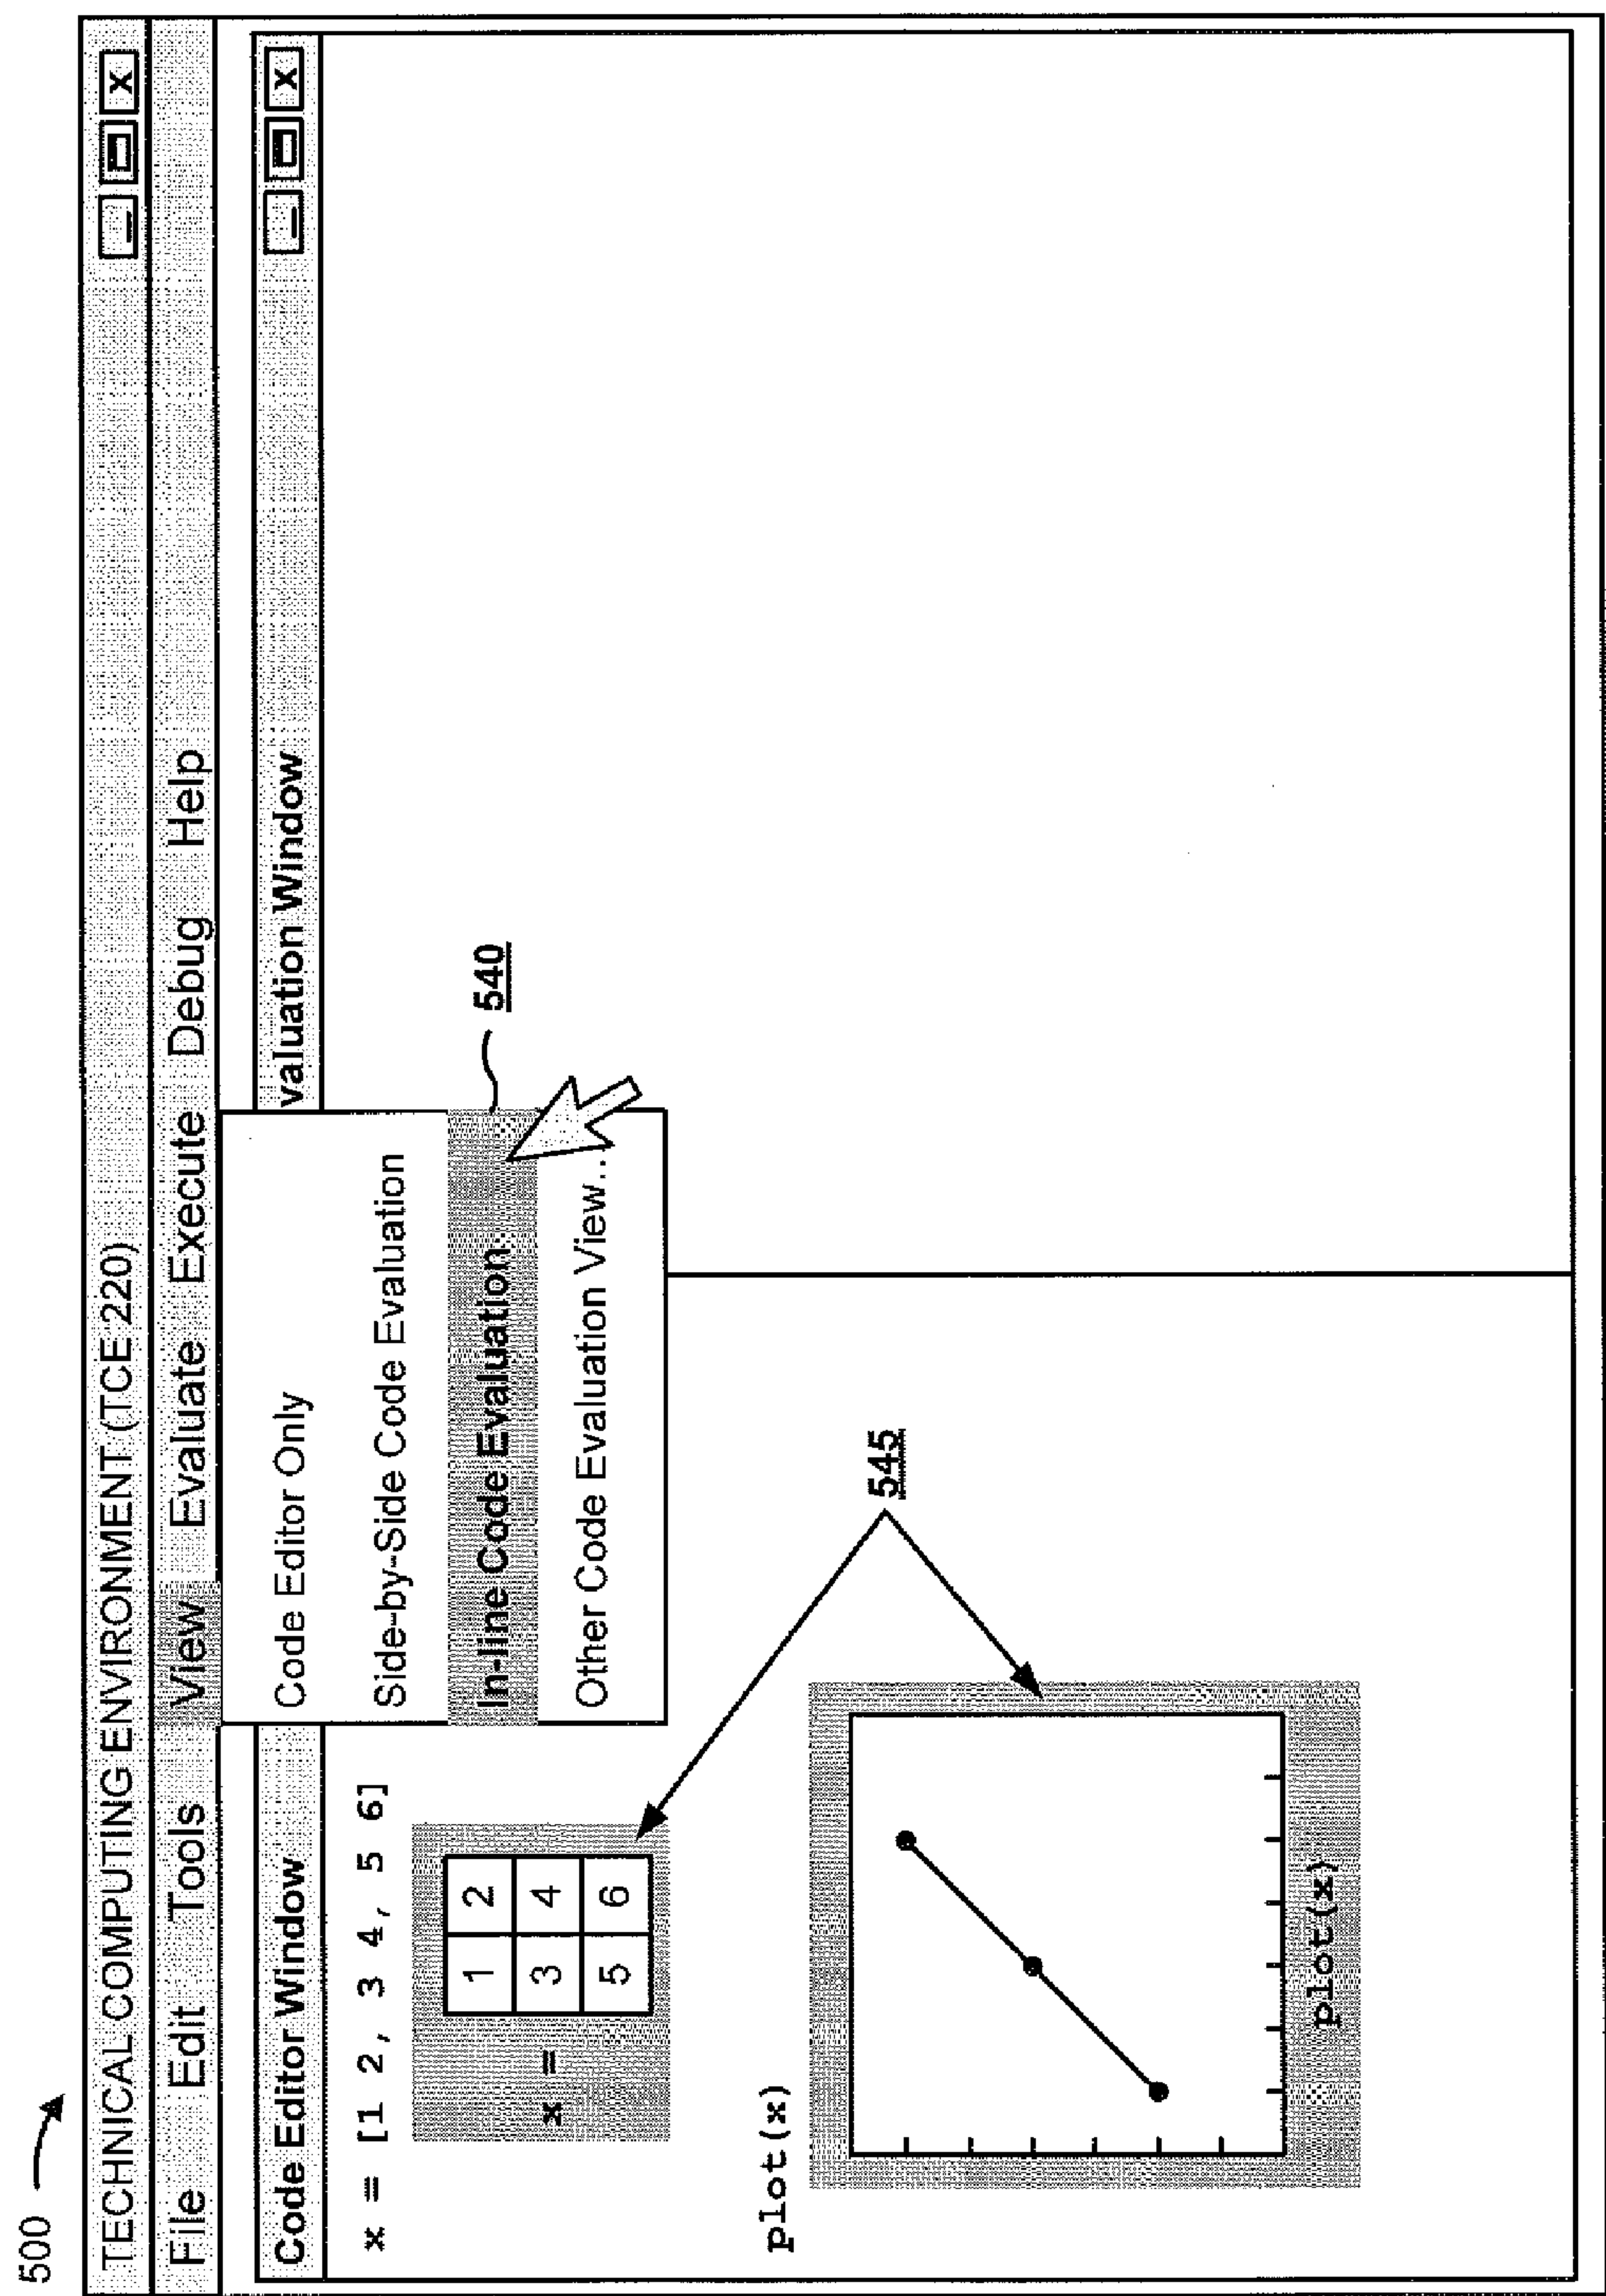 500
TECHNICAL COMPUTING ENVIRONMENT (TCE 220)
_ X
File Edit Tools View Evaluate Execute Debug Help
Code Editor Window
valuation Window
_ X
Code Editor Only
Side-by-Side Code Evaluation
In-line Code Evaluation
Other Code Evaluation View...
540
x = [1 2, 3 4, 5 6]
x =
1 2
3 4
5 6
545
plot(x)
plot(x)